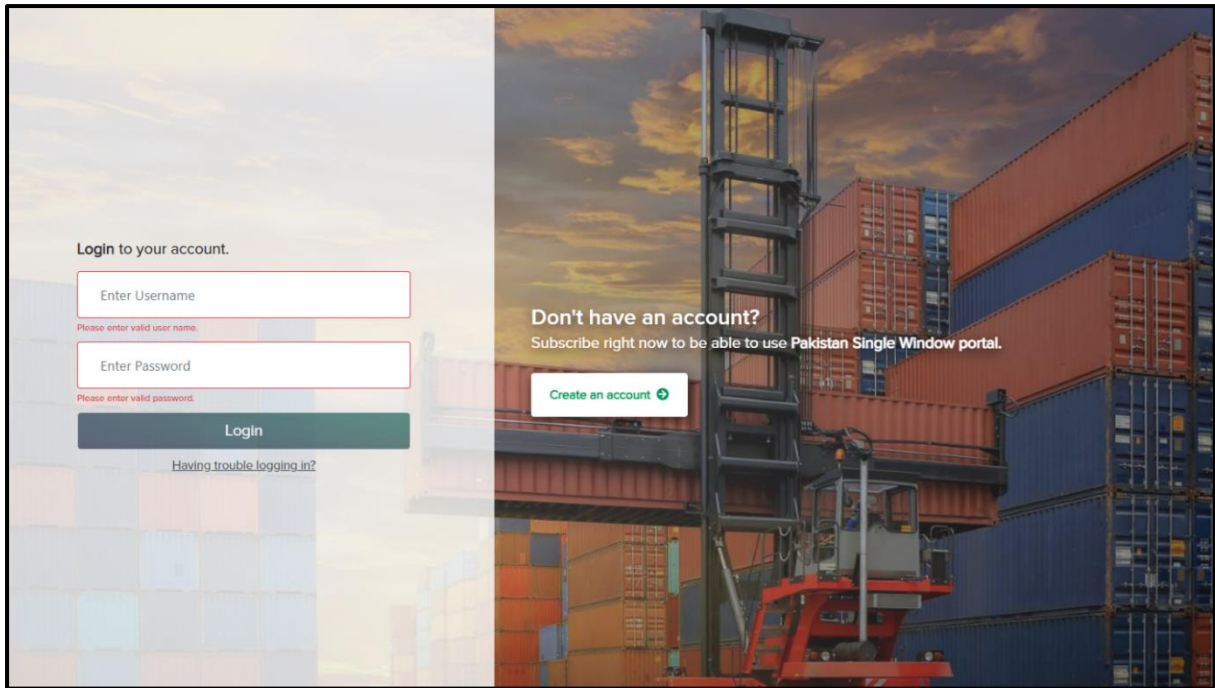 Login to your account.
Enter Username
Please enter valid user name.
Enter Password
Please enter valid password.
Login
Having trouble logging in?
Don't have an account?
Subscribe right now to be able to use Pakistan Single Window portal.
Create an account